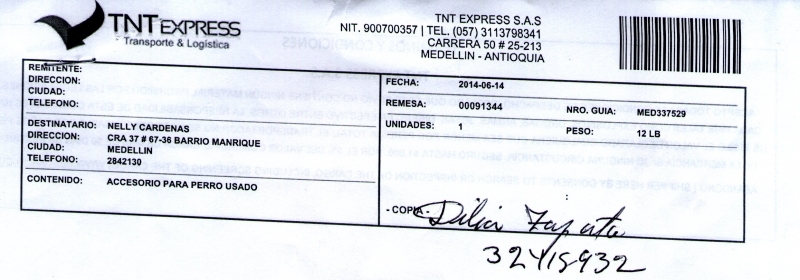 TNT EXPRESS
Transporte & Logistica
TNT EXPRESS S.A.S
NIT. 900700357 | TEL. (057) 3113798341
CARRERA 50 # 25-213
MEDELLIN - ANTIOQUIA
REMITENTE:
DIRECCION:
CIUDAD:
TELEFONO:
DESTINATARIO: NELLY CARDENAS
DIRECCION: CRA 37 # 67-36 BARRIO MANRIQUE
CIUDAD: MEDELLIN
TELEFONO: 2842130
CONTENIDO: ACCESORIO PARA PERRO USADO
FECHA: 2014-06-14
REMESA: 00091344 NRO. GUIA: MED337529
UNIDADES: 1 PESO: 12 LB
- COPIA -
Dilia Zapata
32415932